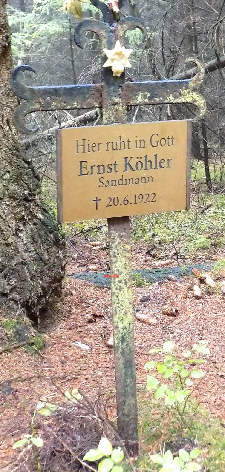 Hier ruht in Gott
Ernst Köhler
Sandmann
† 20.6.1922